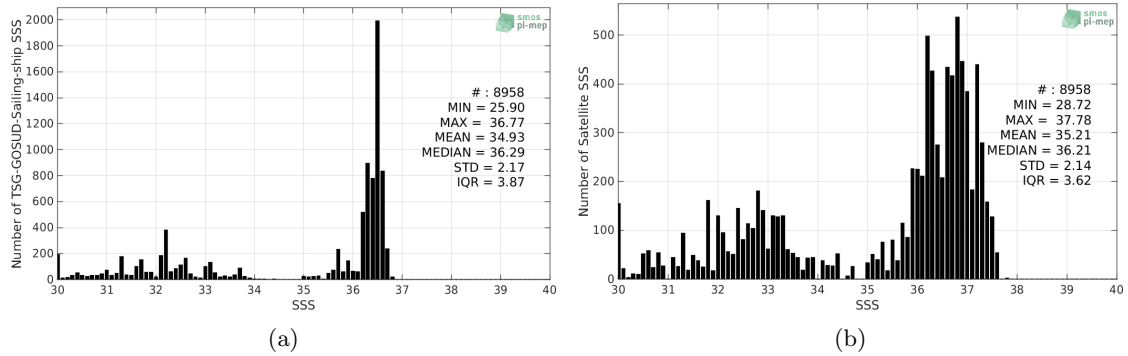 smos
pi-mep
Number of TSG-GOSUD-Sailing-ship SSS
2000
1800
1600
1400
1200
1000
800
600
400
200
0
# : 8958
MIN = 25.90
MAX = 36.77
MEAN = 34.93
MEDIAN = 36.29
STD = 2.17
IQR = 3.87
30 31 32 33 34 35 36 37 38 39 40
SSS
(a)
smos
pi-mep
Number of Satellite SSS
500
400
300
200
100
0
# : 8958
MIN = 28.72
MAX = 37.78
MEAN = 35.21
MEDIAN = 36.21
STD = 2.14
IQR = 3.62
30 31 32 33 34 35 36 37 38 39 40
SSS
(b)